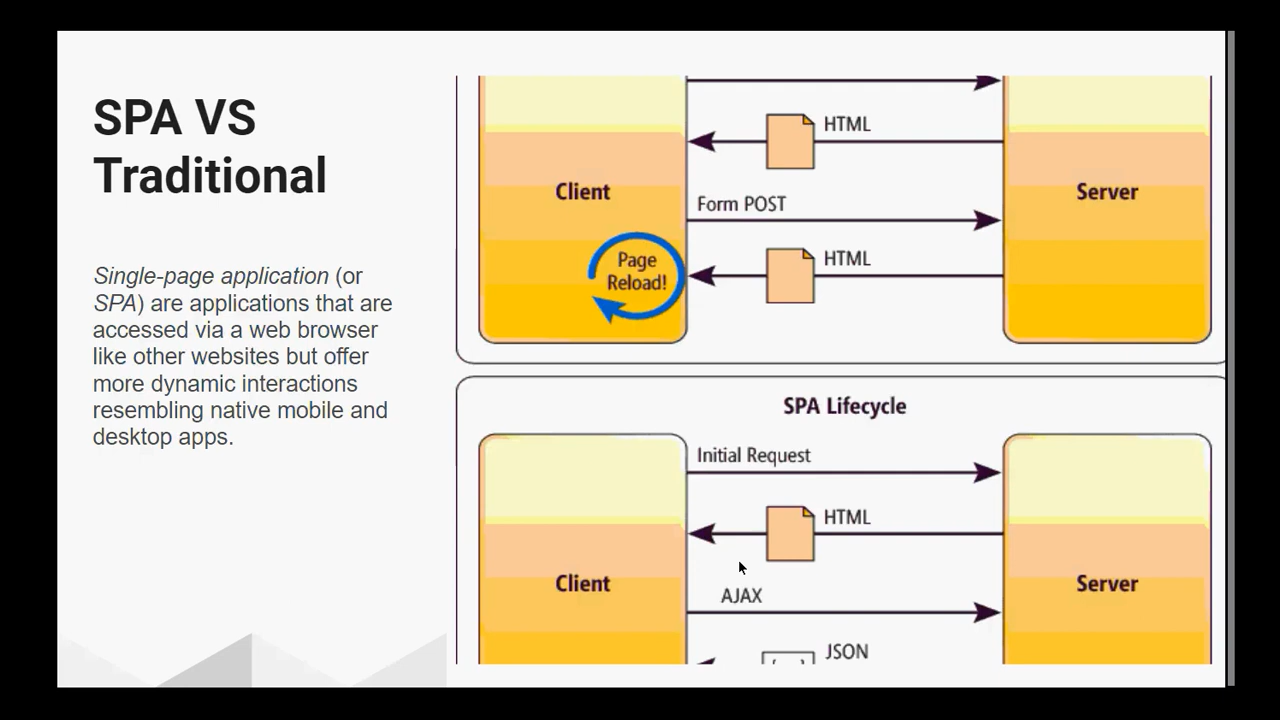 SPA VS
Traditional
Single-page application (or
SPA) are applications that are
accessed via a web browser
like other websites but offer
more dynamic interactions
resembling native mobile and
desktop apps.
HTML
Client
Server
Form POST
Page
Reload!
HTML
SPA Lifecycle
Initial Request
HTML
Client
Server
AJAX
JSON